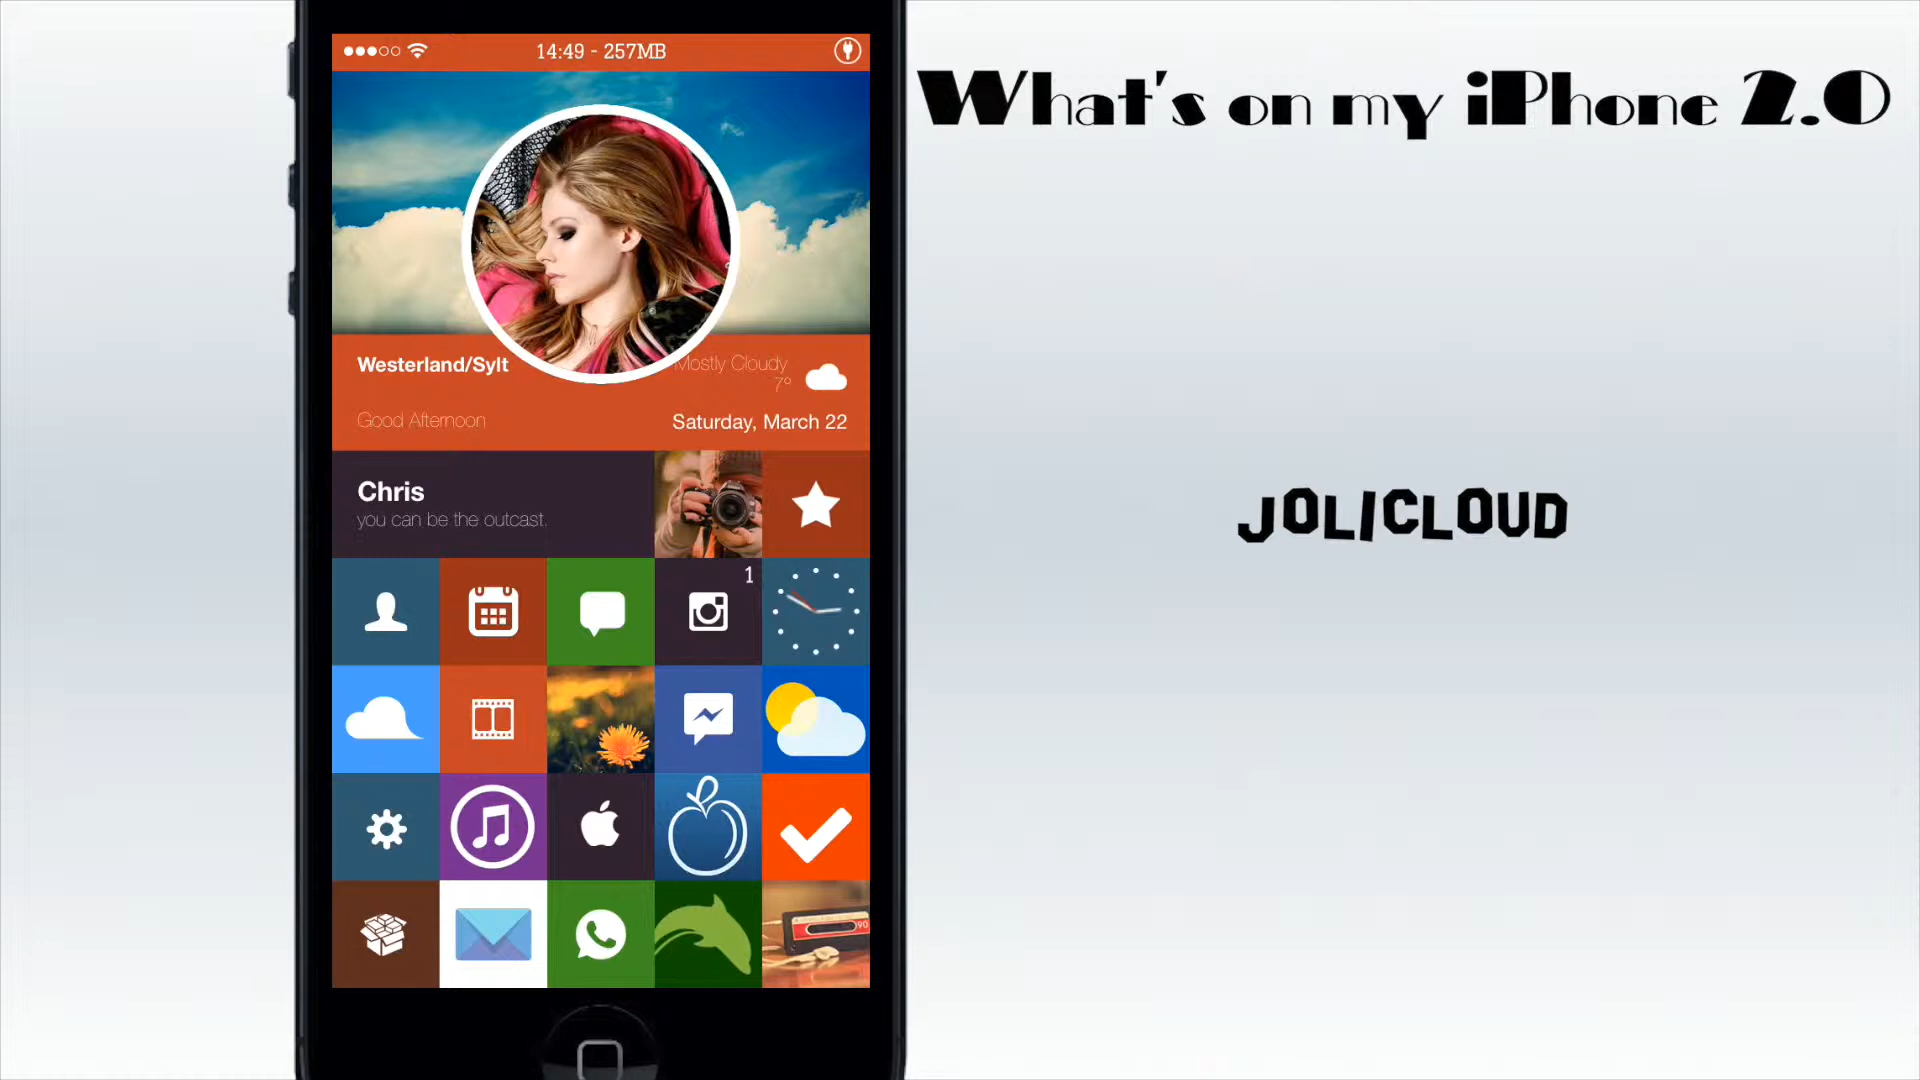 14:49 - 257MB
What's on my iPhone 2.0
Westerland/Sylt
Mostly Cloudy
7°
Good Afternoon
Saturday, March 22
Chris
you can be the outcast.
JOLICLOUD
1
90